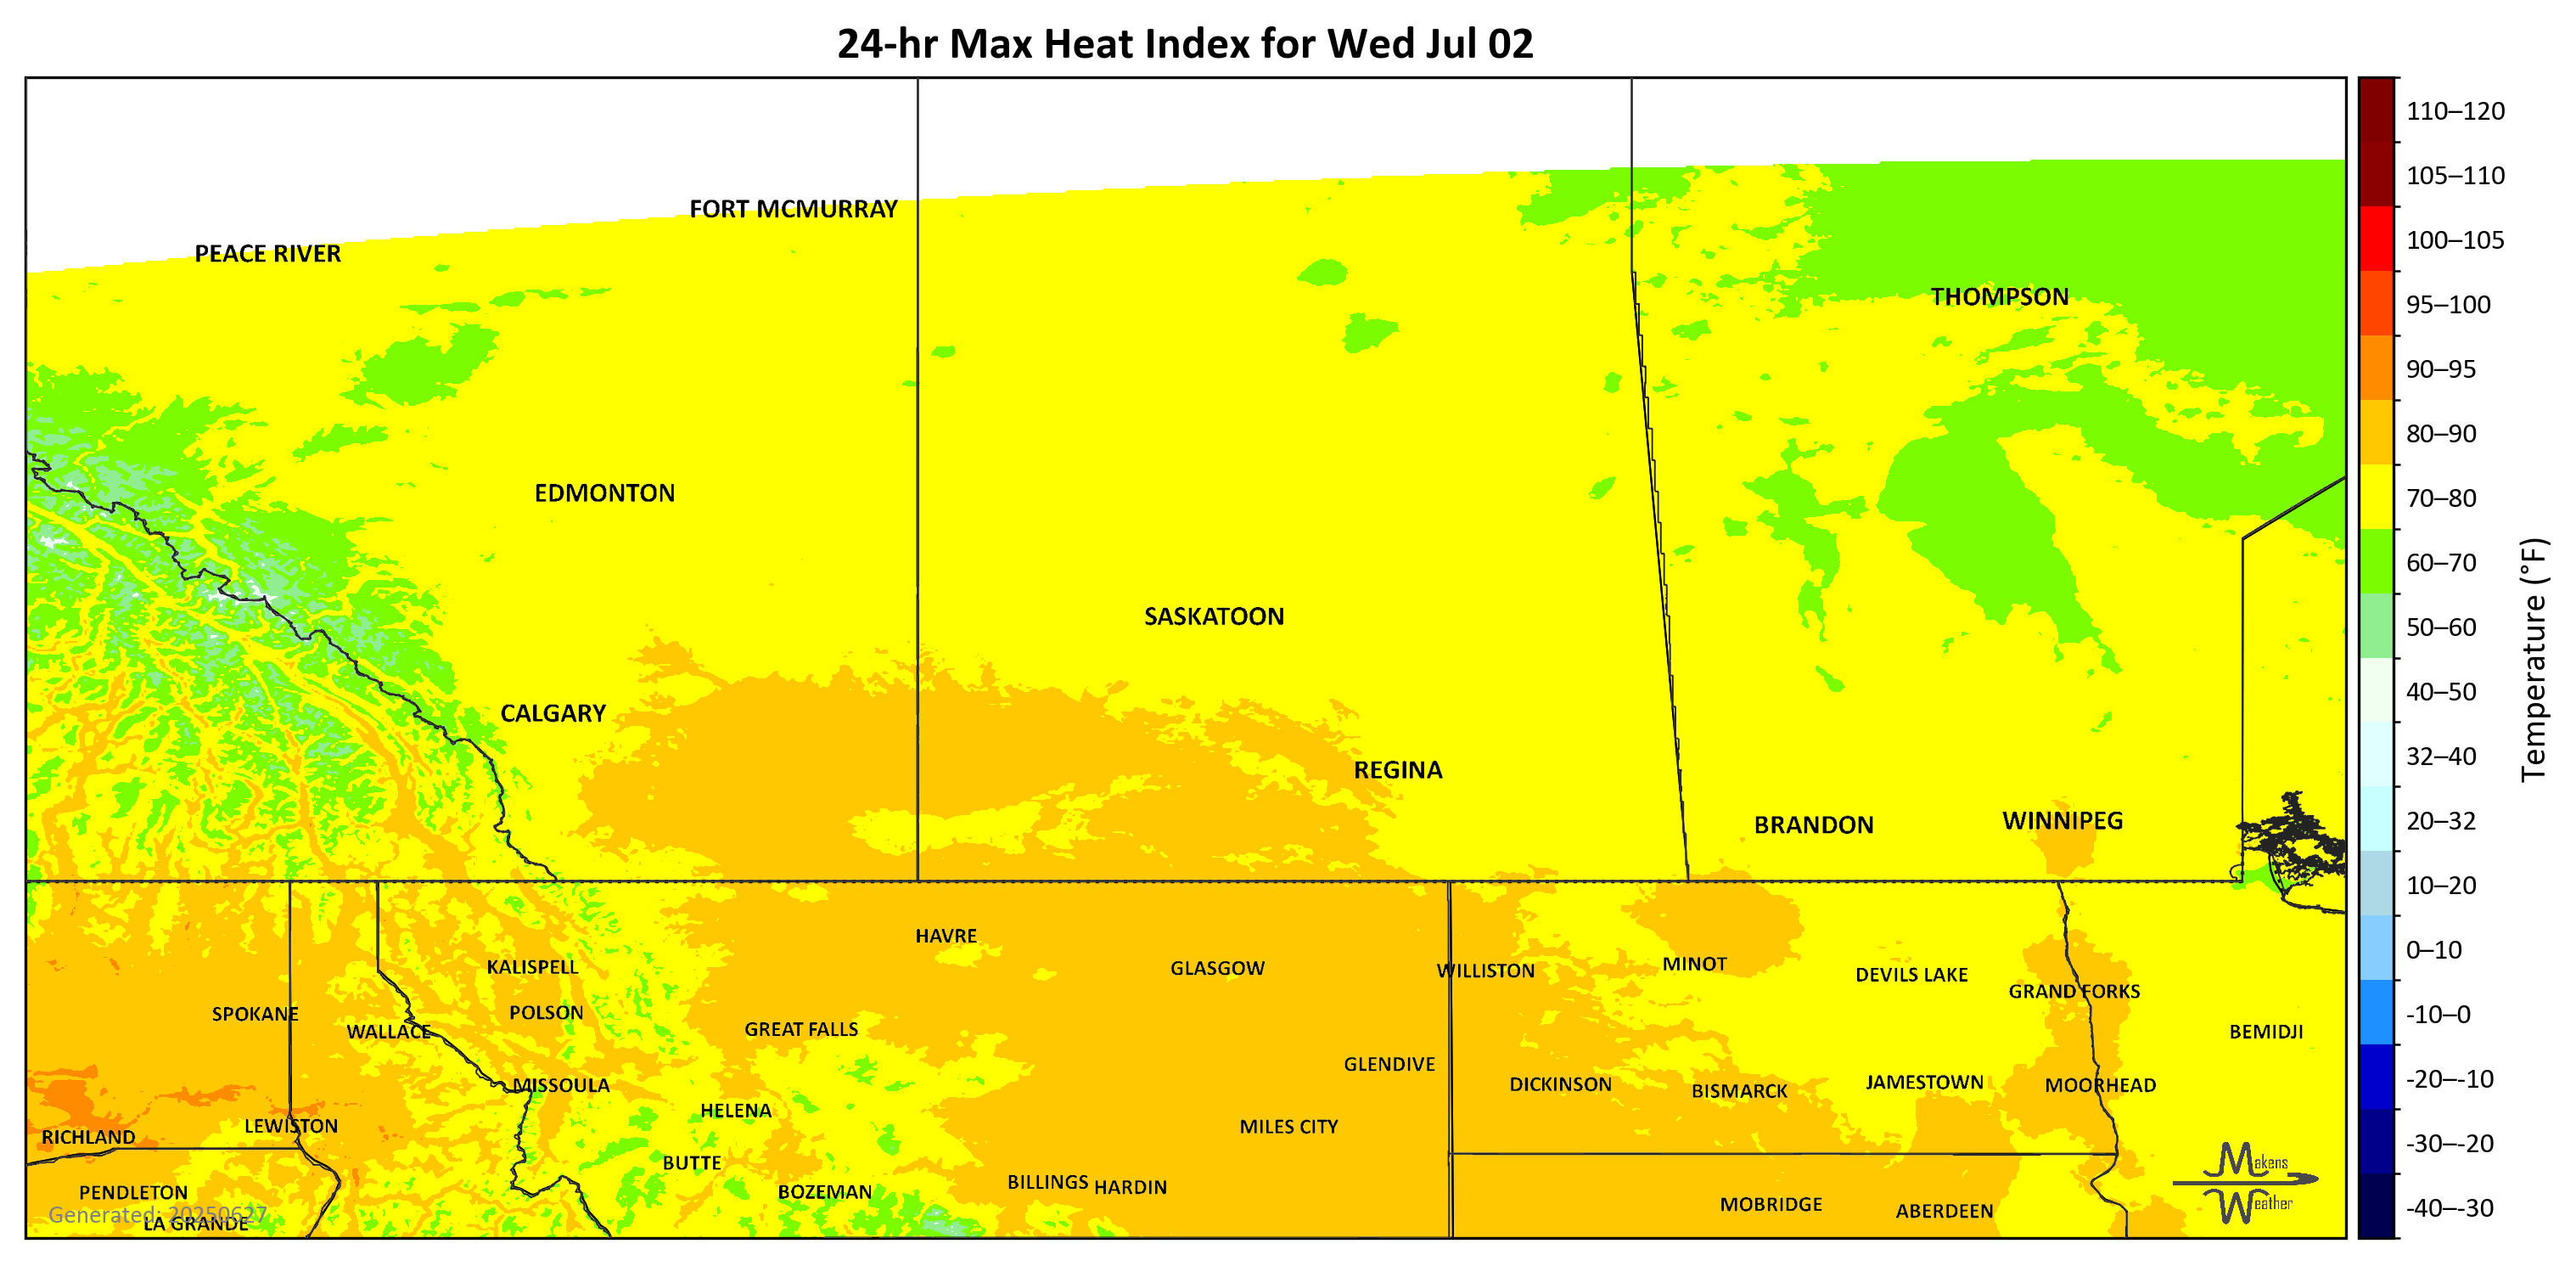 24-hr Max Heat Index for Wed Jul 02
FORT MCMURRAY
PEACE RIVER
THOMPSON
EDMONTON
SASKATOON
CALGARY
REGINA
BRANDON
WINNIPEG
HAVRE
KALISPELL
GLASGOW
WILLISTON
MINOT
DEVILS LAKE
GRAND FORKS
SPOKANE
POLSON
WALLACE
GREAT FALLS
BEMIDJI
GLENDIVE
MISSOULA
DICKINSON
BISMARCK
JAMESTOWN
MOORHEAD
HELENA
LEWISTON
MILES CITY
RICHLAND
BUTTE
PENDLETON
BOZEMAN
BILLINGS
HARDIN
MOBRIDGE
ABERDEEN
Generated: 20250627
LA GRANDE
Makens
Weather
110–120
105–110
100–105
95–100
90–95
80–90
70–80
60–70
50–60
40–50
32–40
20–32
10–20
0–10
-10–0
-20–-10
-30–-20
-40–-30
Temperature (°F)